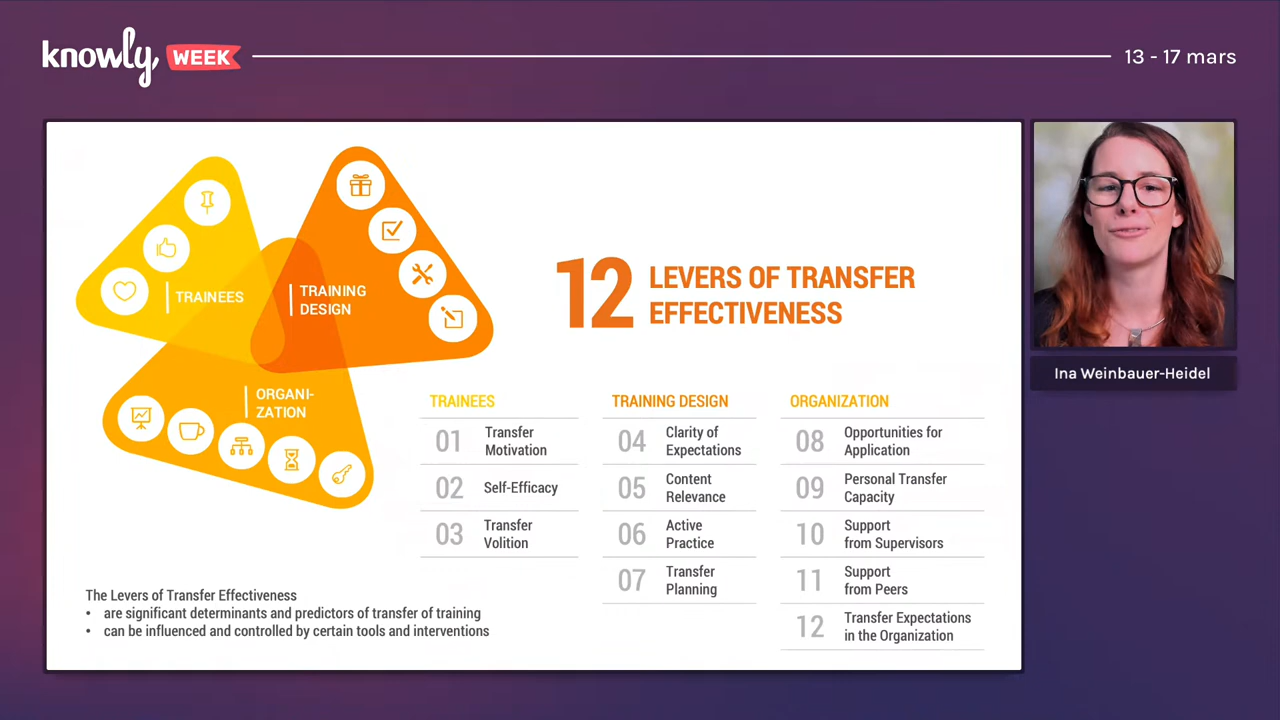 knowly WEEK
13 - 17 mars
TRAINEES
TRAINING
DESIGN
ORGANI-
ZATION
12 LEVERS OF TRANSFER
EFFECTIVENESS
TRAINEES
01 Transfer
Motivation
02 Self-Efficacy
03 Transfer
Volition
TRAINING DESIGN
04 Clarity of
Expectations
05 Content
Relevance
06 Active
Practice
07 Transfer
Planning
ORGANIZATION
08 Opportunities for
Application
09 Personal Transfer
Capacity
10 Support
from Supervisors
11 Support
from Peers
12 Transfer Expectations
in the Organization
The Levers of Transfer Effectiveness
• are significant determinants and predictors of transfer of training
• can be influenced and controlled by certain tools and interventions
Ina Weinbauer-Heidel